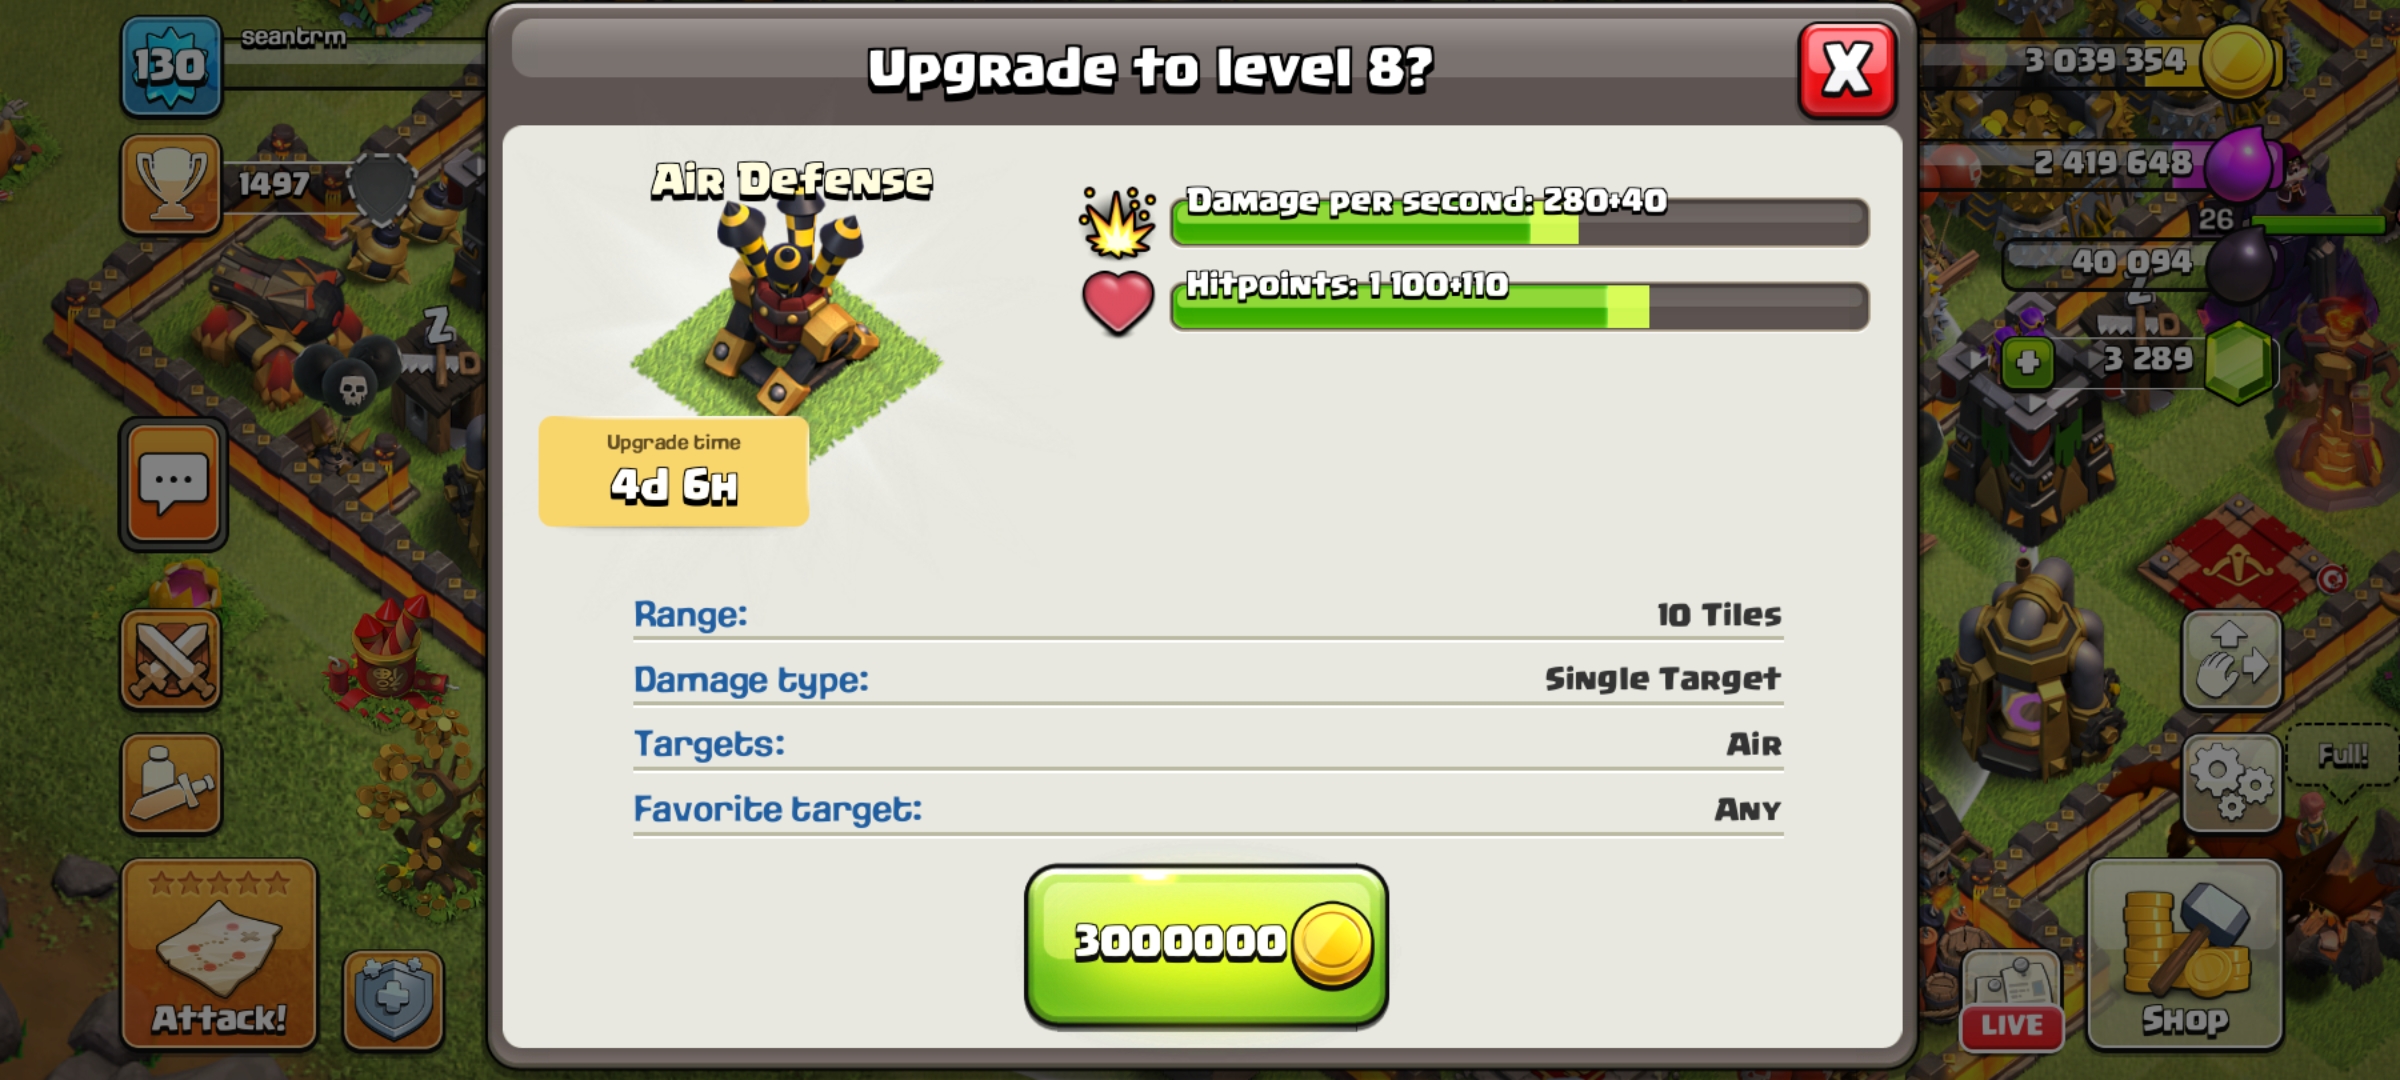 130
seantrm
Upgrade to level 8?
X
3 039 354
1497
Air Defense
Damage per second: 280+40
2 419 648
26
Hitpoints: 1 100+110
40 094
Z
Z
3 289
Upgrade time
4d 6H
Range: 10 Tiles
Damage type: Single Target
Targets: Air
Full!
Favorite target: Any
3000000
Attack!
LIVE
Shop